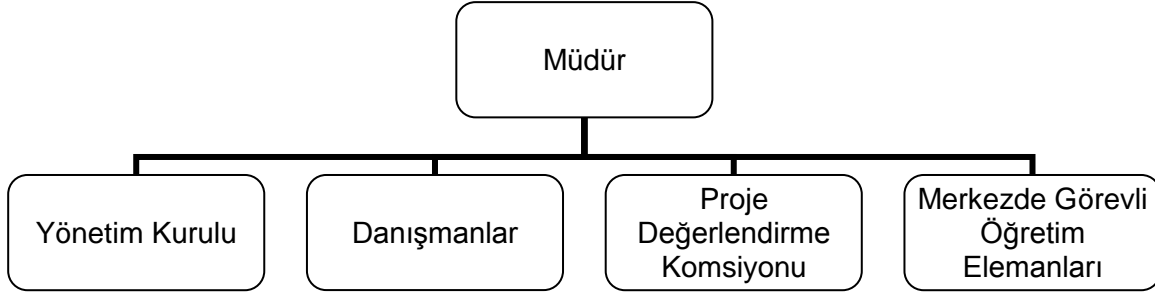 Müdür
Yönetim Kurulu
Danışmanlar
Proje
Değerlendirme
Komsiyonu
Merkezde Görevli
Öğretim
Elemanları